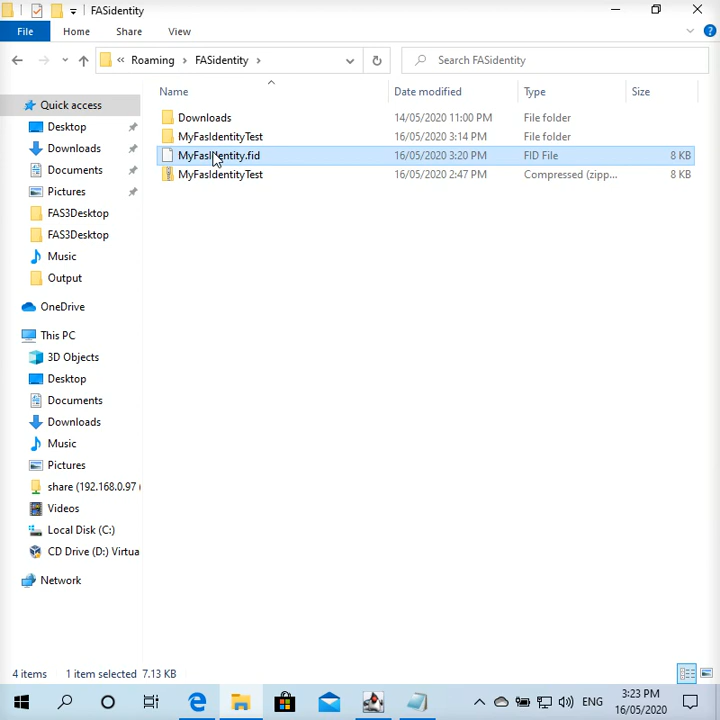 FASidentity
File Home Share View
« Roaming > FASidentity >
Search FASidentity
Name Date modified Type Size
Downloads 14/05/2020 11:00 PM File folder
MyFasIdentityTest 16/05/2020 3:14 PM File folder
MyFasIdentity.fid 16/05/2020 3:20 PM FID File 8 KB
MyFasIdentityTest 16/05/2020 2:47 PM Compressed (zipp... 8 KB
Quick access
Desktop
Downloads
Documents
Pictures
FAS3Desktop
FAS3Desktop
Music
Output
OneDrive
This PC
3D Objects
Desktop
Documents
Downloads
Music
Pictures
share (192.168.0.97 (
Videos
Local Disk (C:)
CD Drive (D:) Virtua
Network
4 items 1 item selected 7.13 KB
ENG
3:23 PM
16/05/2020